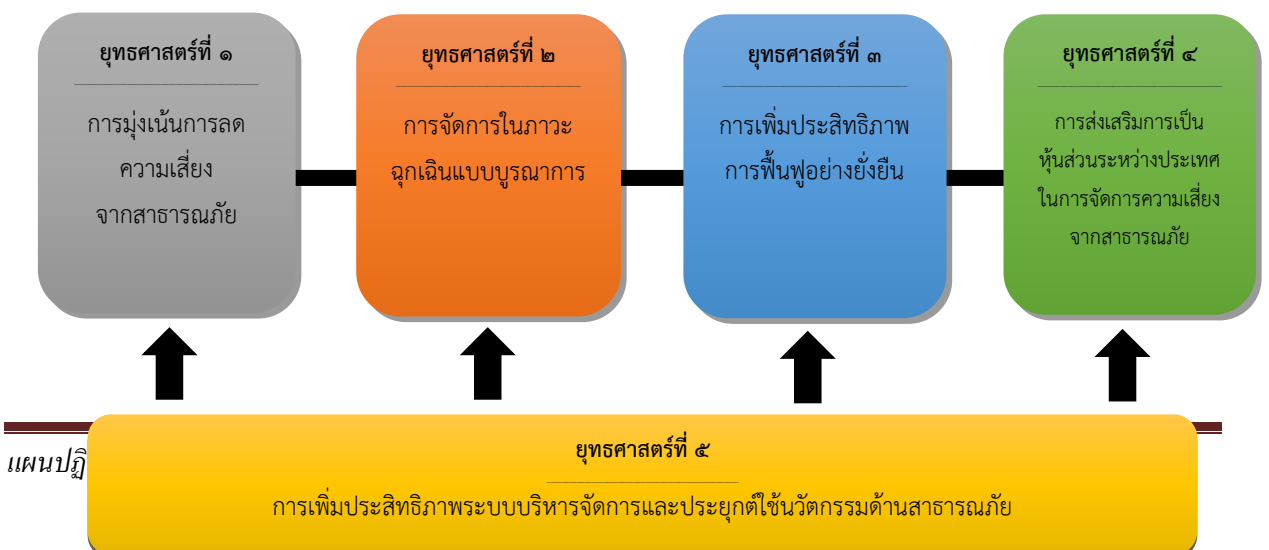 ยุทธศาสตร์ที่ ๑
การมุ่งเน้นการลด
ความเสี่ยง
จากสาธารณภัย
ยุทธศาสตร์ที่ ๒
การจัดการในภาวะ
ฉุกเฉินแบบบูรณาการ
ยุทธศาสตร์ที่ ๓
การเพิ่มประสิทธิภาพ
การฟื้นฟูอย่างยั่งยืน
ยุทธศาสตร์ที่ ๔
การส่งเสริมการเป็น
หุ้นส่วนระหว่างประเทศ
ในการจัดการความเสี่ยง
จากสาธารณภัย
ยุทธศาสตร์ที่ ๕
การเพิ่มประสิทธิภาพระบบบริหารจัดการและประยุกต์ใช้นวัตกรรมด้านสาธารณภัย
แผนปฏิ